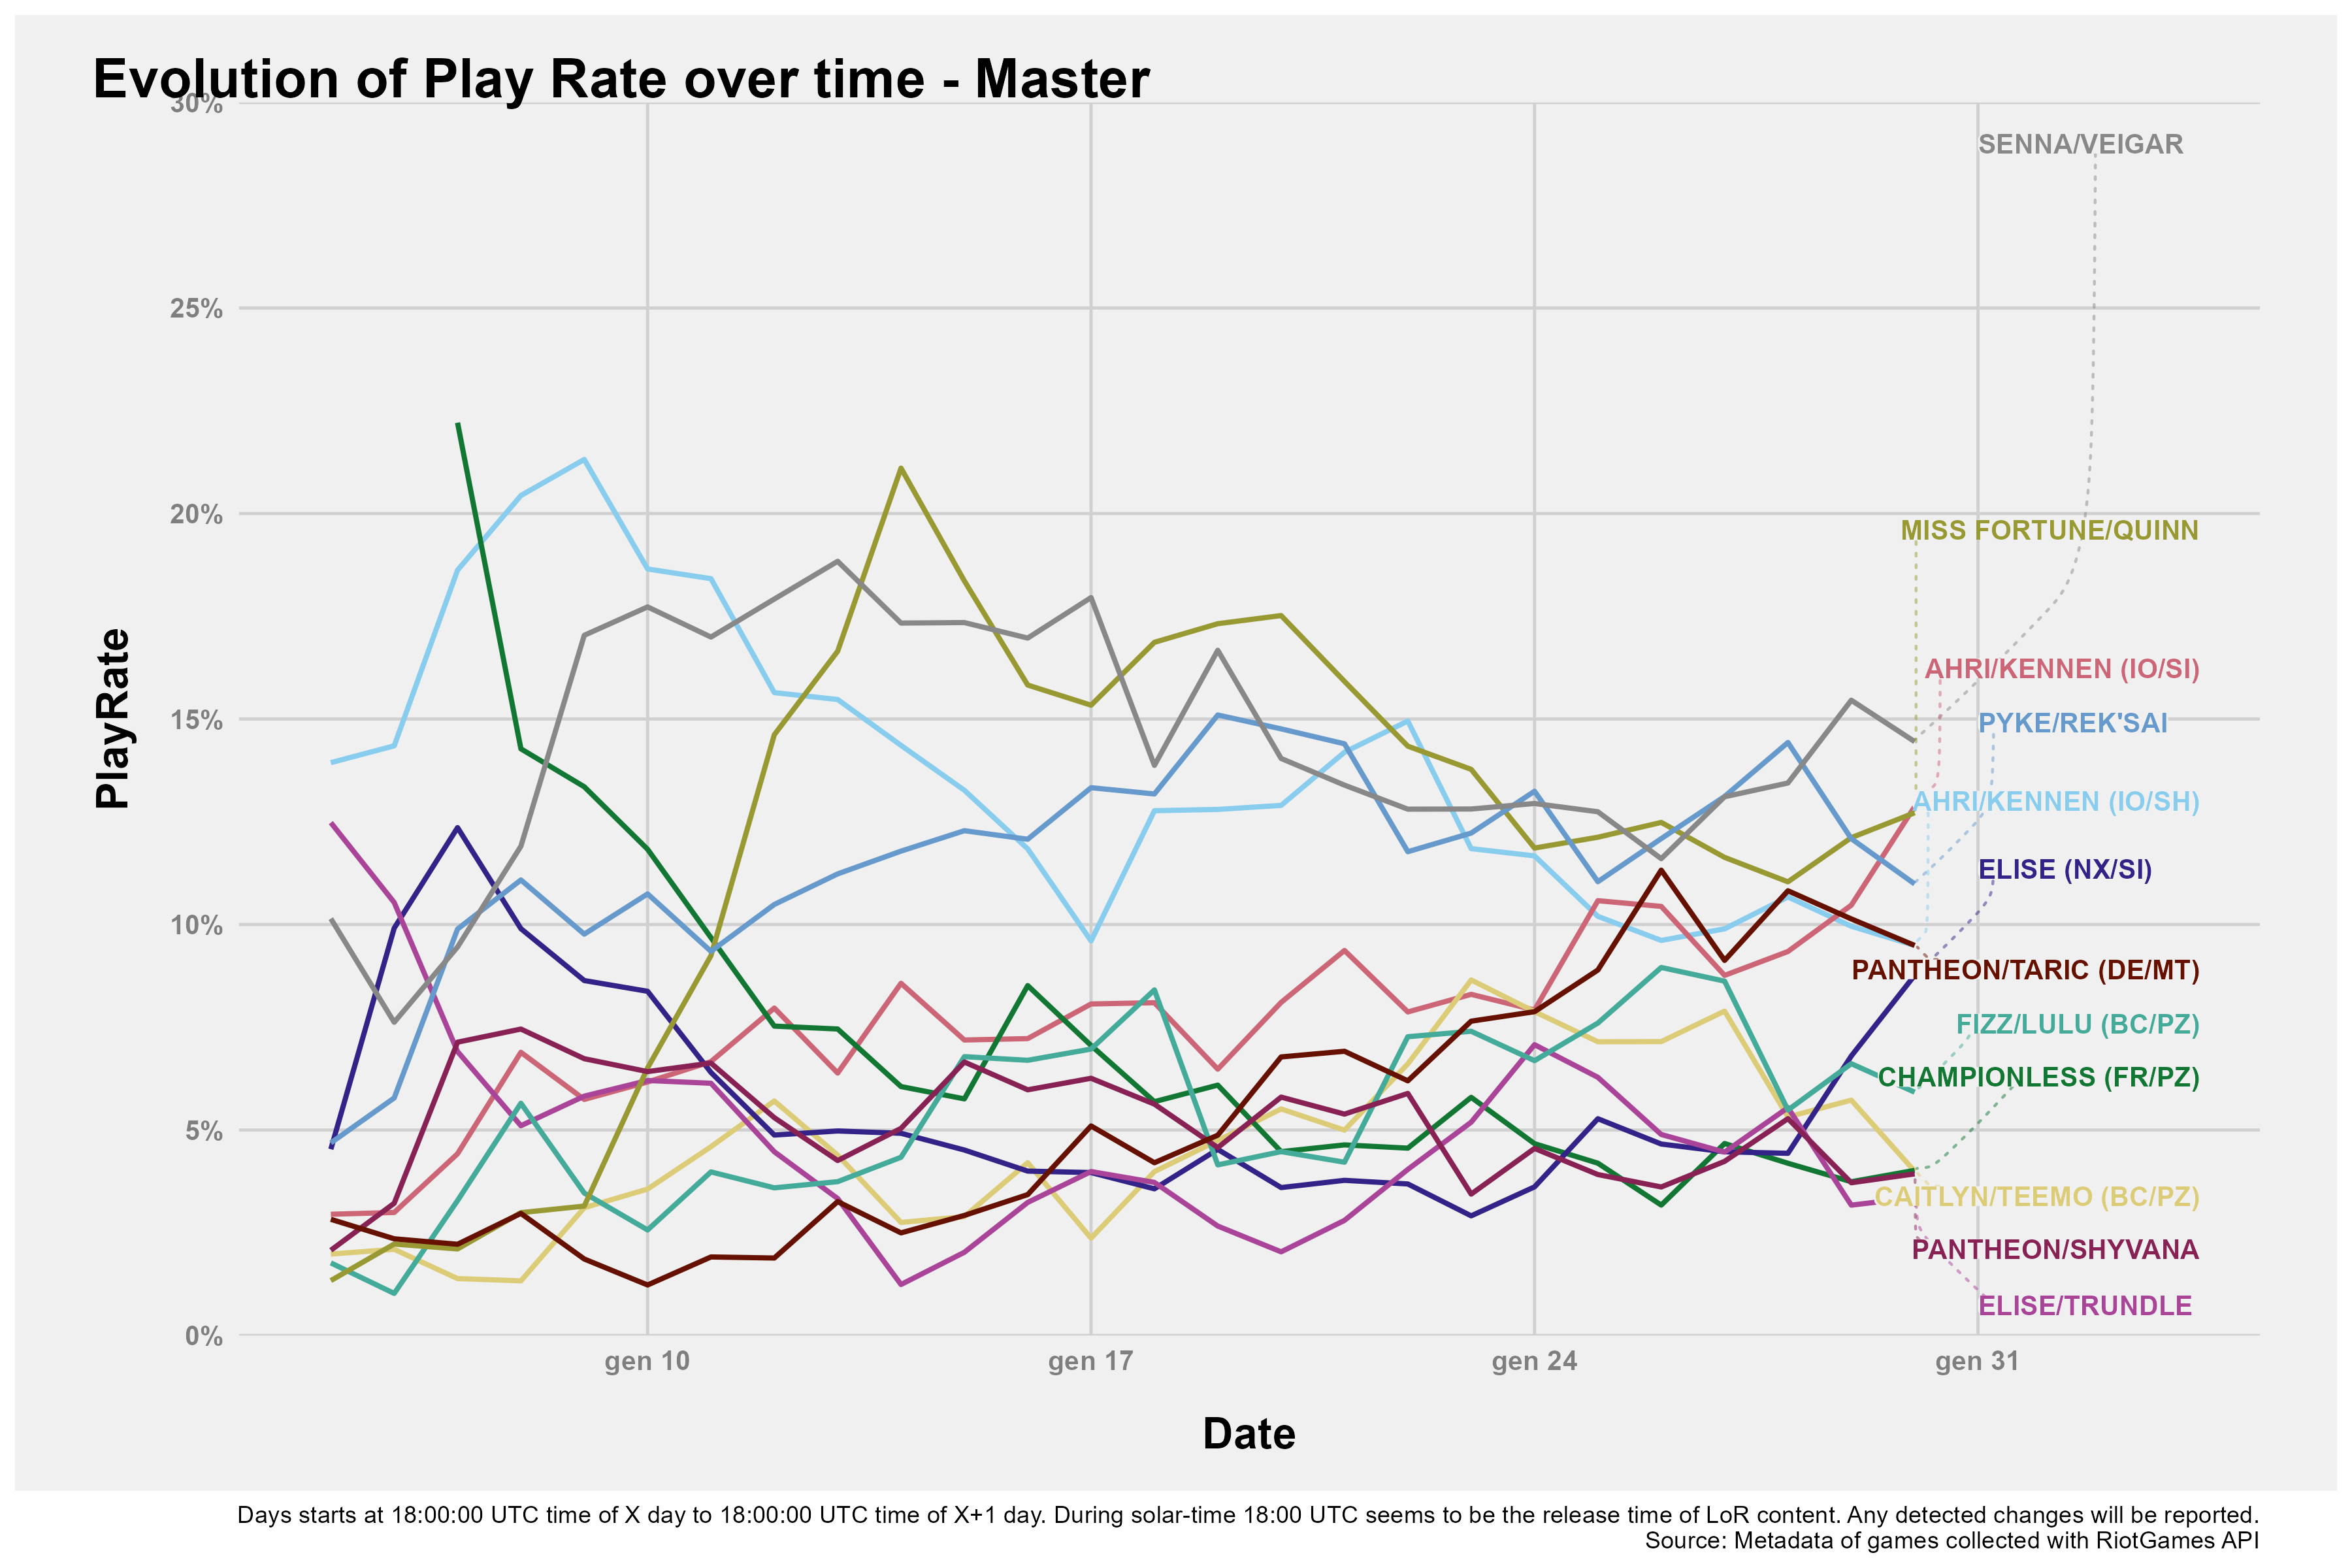 Evolution of Play Rate over time - Master
30%
25%
20%
15%
10%
5%
0%
PlayRate
SENNA/VEIGAR
MISS FORTUNE/QUINN
AHRI/KENNEN (IO/SI)
PYKE/REK'SAI
AHRI/KENNEN (IO/SH)
ELISE (NX/SI)
PANTHEON/TARIC (DE/MT)
FIZZ/LULU (BC/PZ)
CHAMPIONLESS (FR/PZ)
CAITLYN/TEEMO (BC/PZ)
PANTHEON/SHYVANA
ELISE/TRUNDLE
gen 10 gen 17 gen 24 gen 31
Date
Days starts at 18:00:00 UTC time of X day to 18:00:00 UTC time of X+1 day. During solar-time 18:00 UTC seems to be the release time of LoR content. Any detected changes will be reported.
Source: Metadata of games collected with RiotGames API